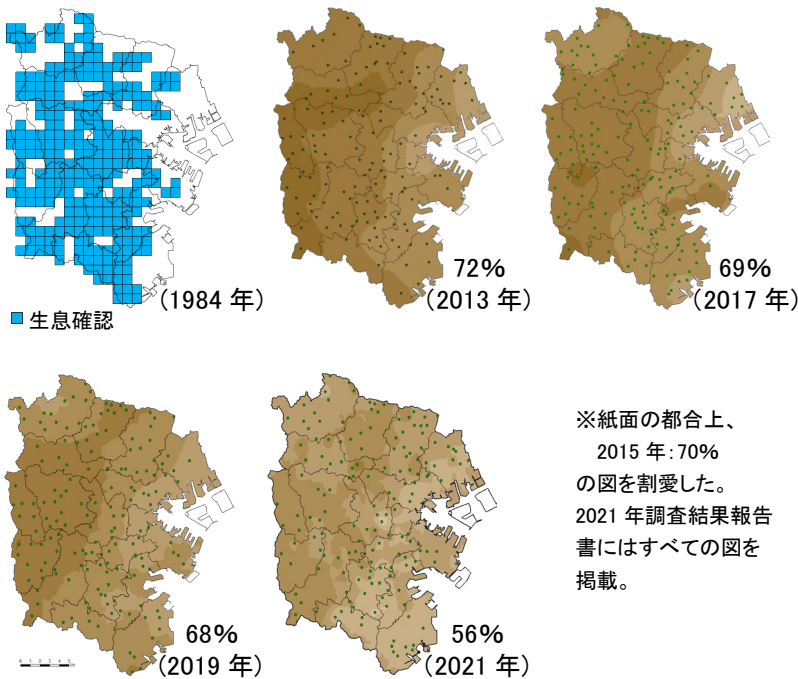 (1984 年)
生息確認
72%
(2013 年)
69%
(2017 年)
68%
(2019 年)
56%
(2021 年)
※紙面の都合上、
2015 年:70%
の図を割愛した。
2021 年調査結果報告
書にはすべての図を
掲載。